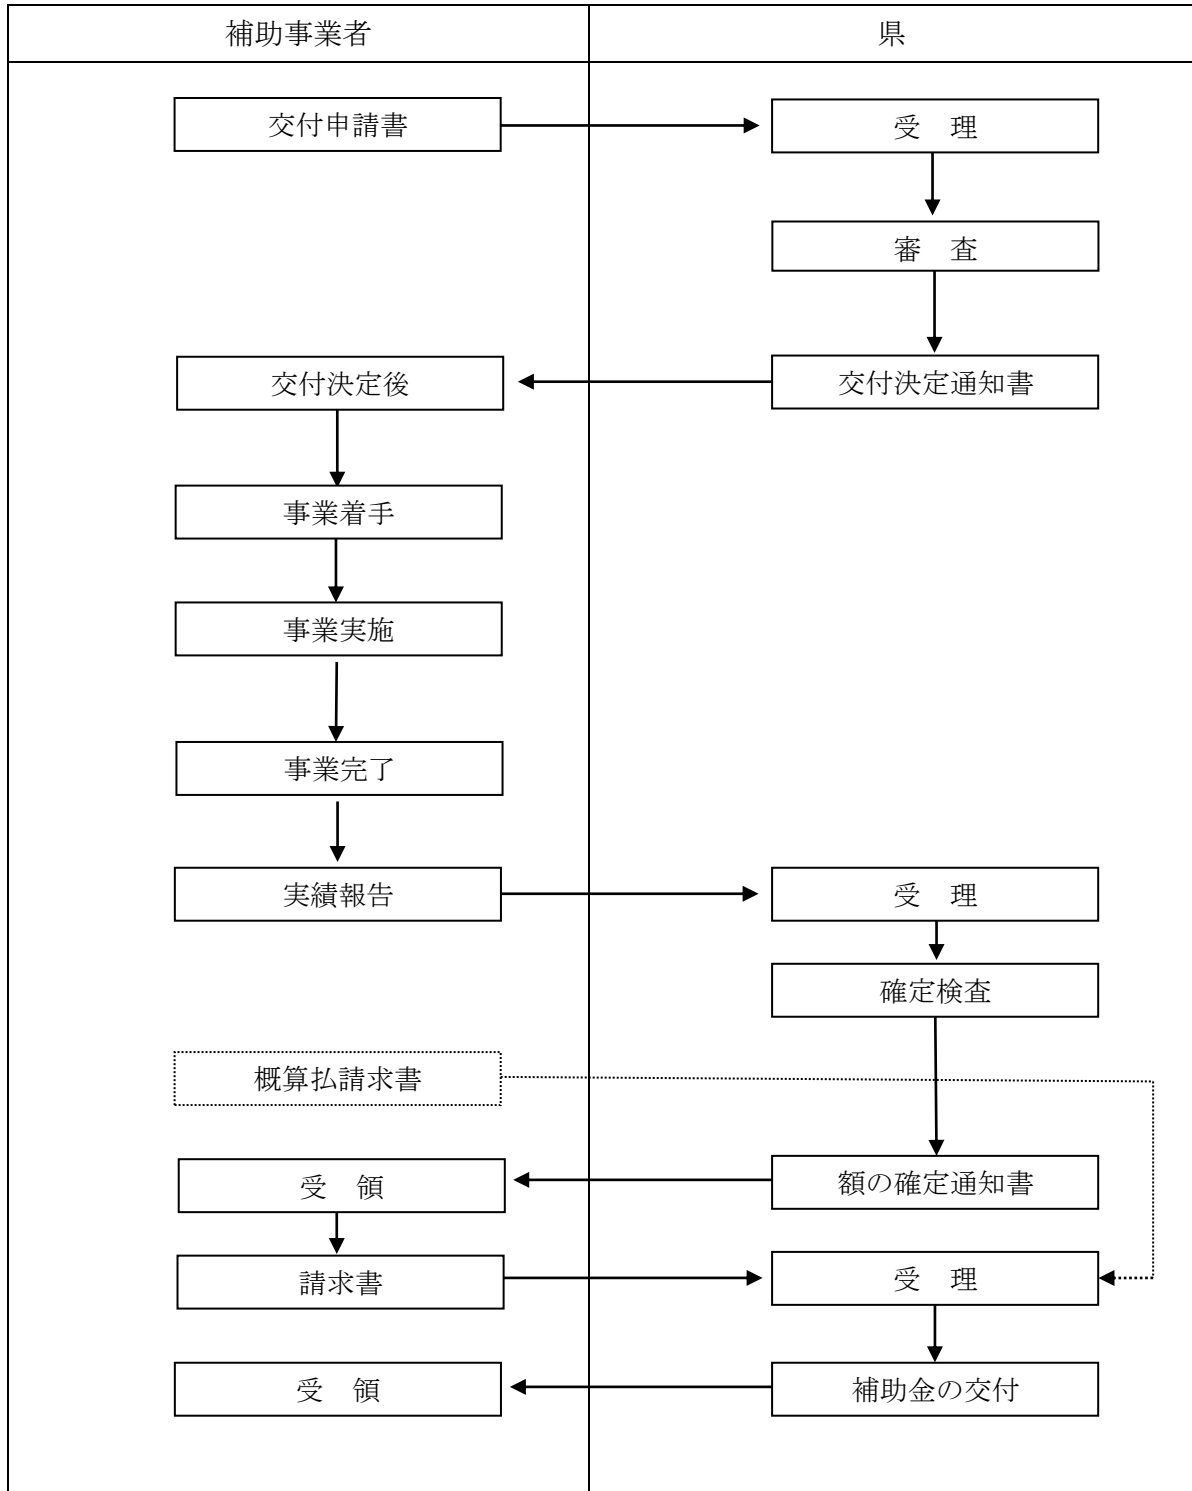 補助事業者
県
交付申請書
受　理
審　査
交付決定後
交付決定通知書
事業着手
事業実施
事業完了
実績報告
受　理
確定検査
概算払請求書
受　領
額の確定通知書
請求書
受　理
受　領
補助金の交付